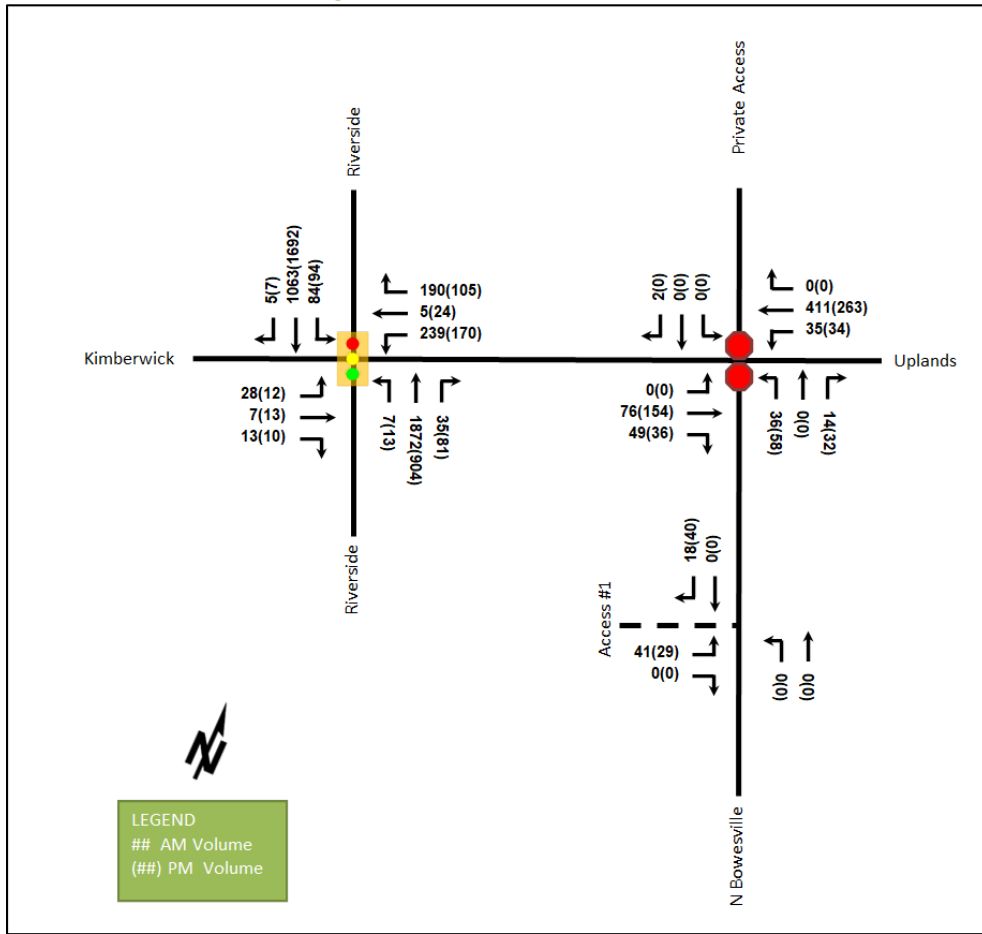 Riverside
Private Access
5(7)
1063(1692)
84(94)
190(105)
5(24)
239(170)
2(0)
0(0)
0(0)
0(0)
411(263)
35(34)
Kimberwick
Uplands
28(12)
7(13)
13(10)
7(13)
1872(904)
35(81)
0(0)
76(154)
49(36)
36(58)
0(0)
14(32)
Riverside
18(40)
0(0)
Access #1
41(29)
0(0)
0(0)
0(0)
N
LEGEND
## AM Volume
(##) PM Volume
N Bowesville